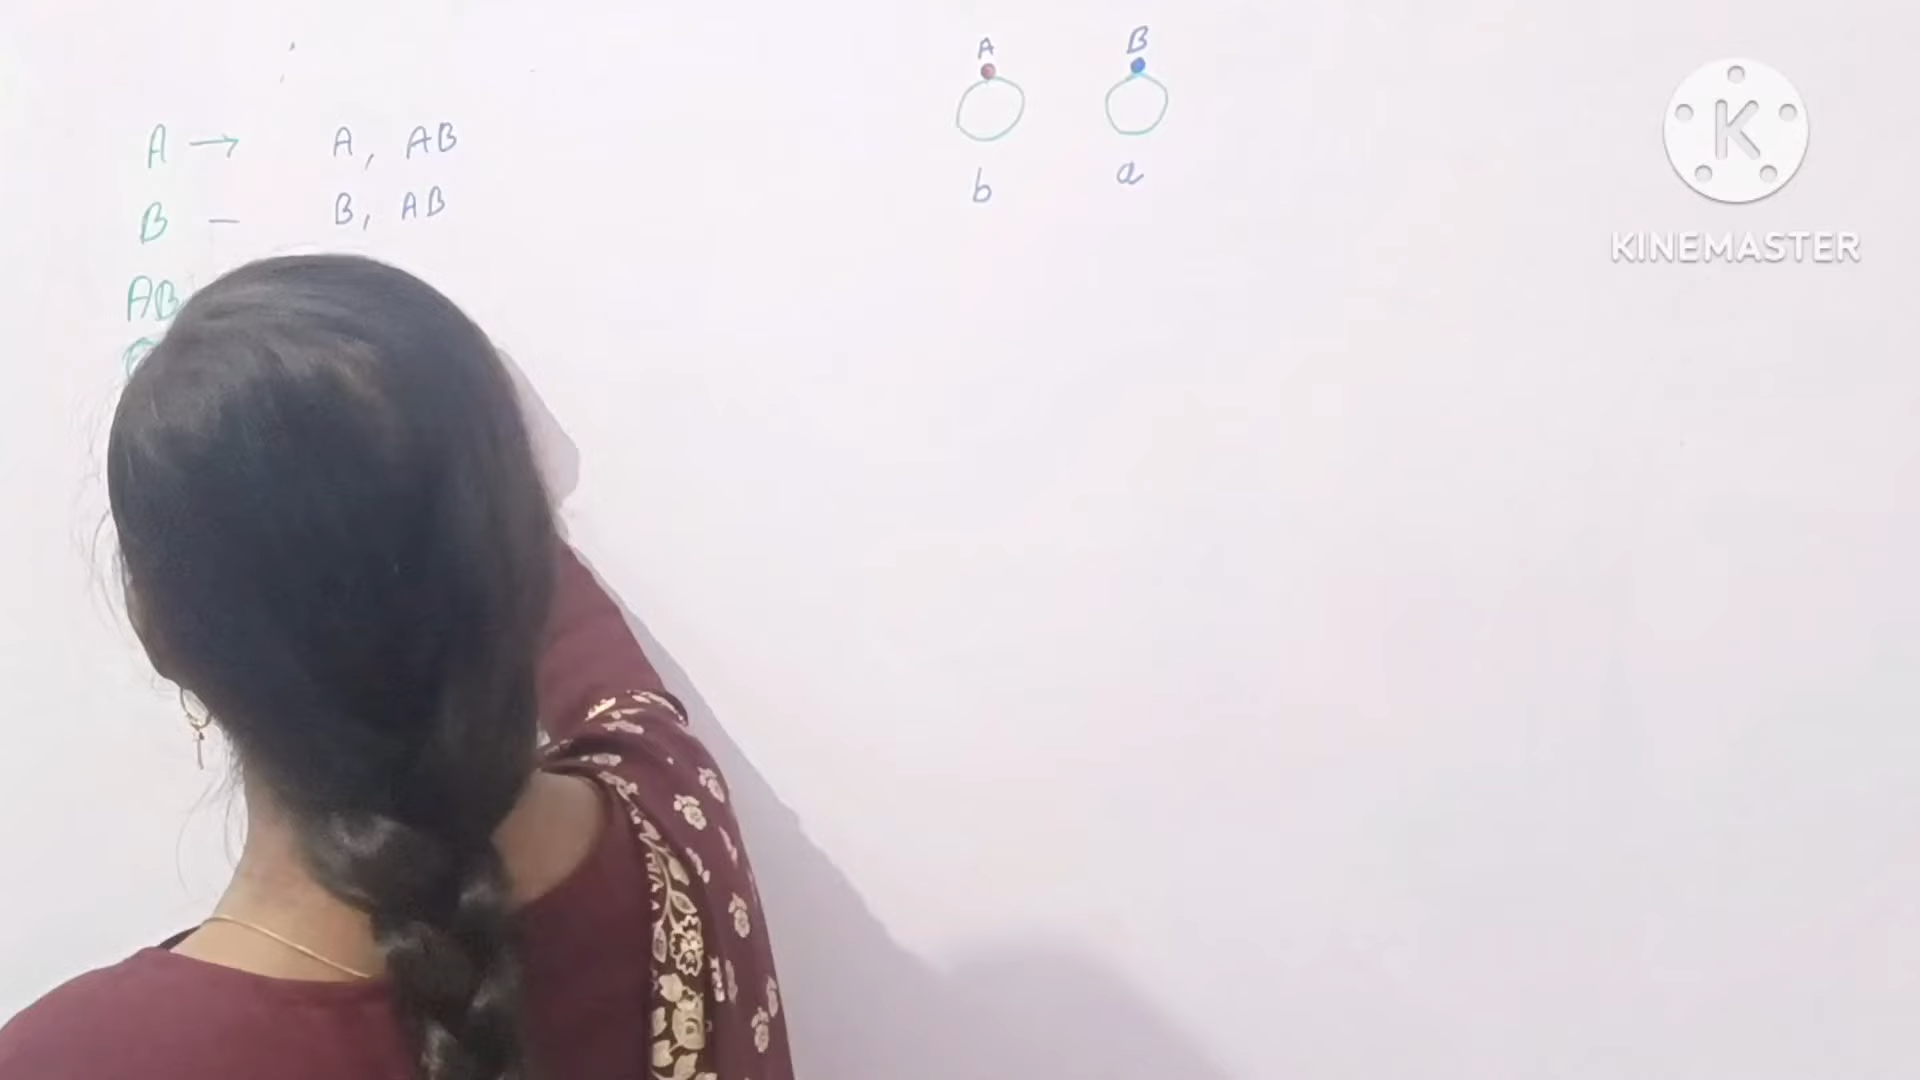 A → A, AB
B – B, AB
AB
A B
b a
K
KINEMASTER